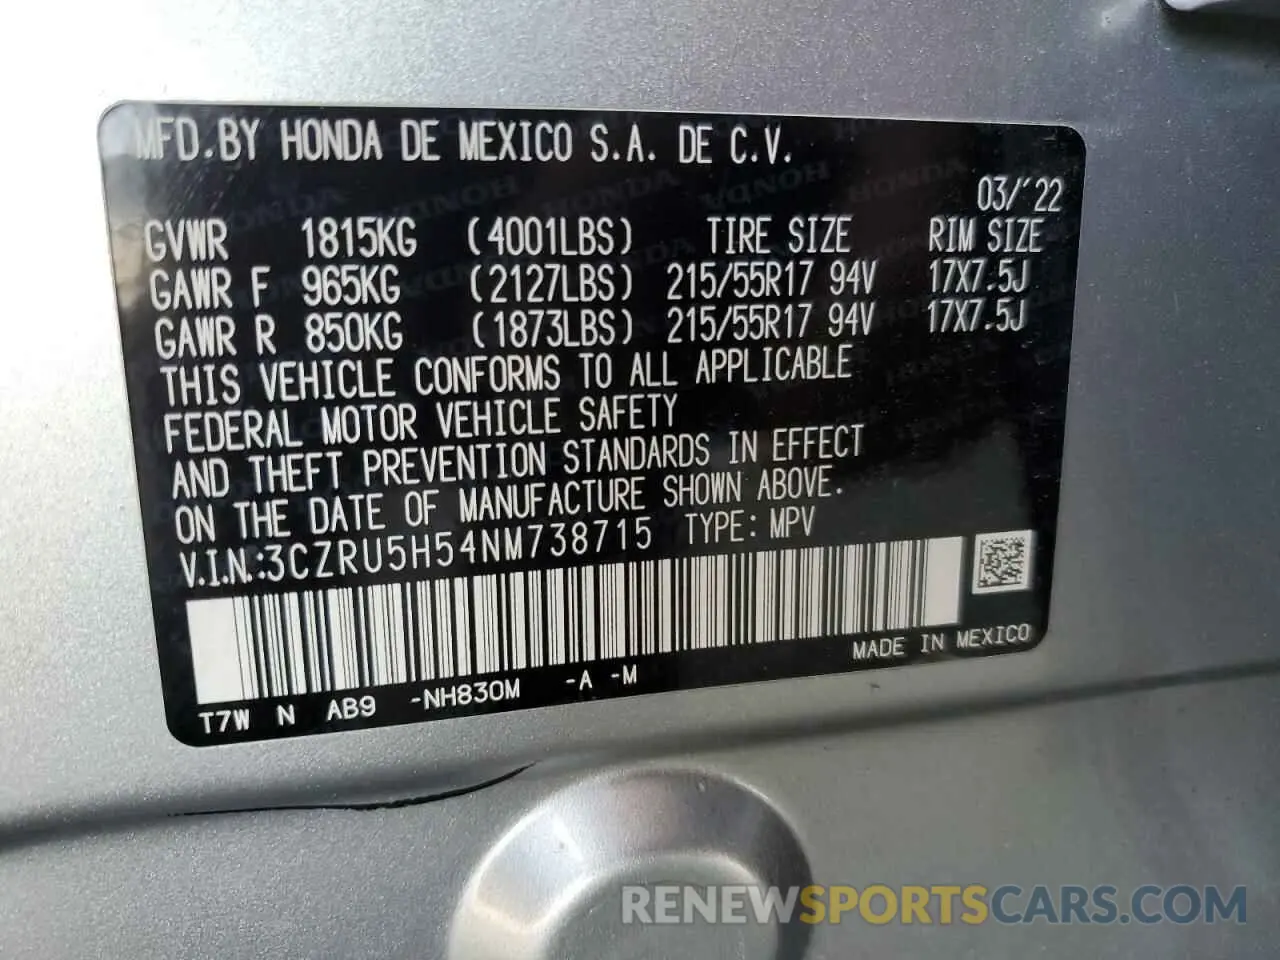 MFD.BY HONDA DE MEXICO S.A. DE C.V.
03/'22
GVWR 1815KG (4001LBS) TIRE SIZE RIM SIZE
GAWR F 965KG (2127LBS) 215/55R17 94V 17X7.5J
GAWR R 850KG (1873LBS) 215/55R17 94V 17X7.5J
THIS VEHICLE CONFORMS TO ALL APPLICABLE
FEDERAL MOTOR VEHICLE SAFETY
AND THEFT PREVENTION STANDARDS IN EFFECT
ON THE DATE OF MANUFACTURE SHOWN ABOVE.
V.I.N.:3CZRU5H54NM738715 TYPE: MPV
MADE IN MEXICO
T7W N AB9 -NH830M -A -M
RENEWSPORTSCARS.COM